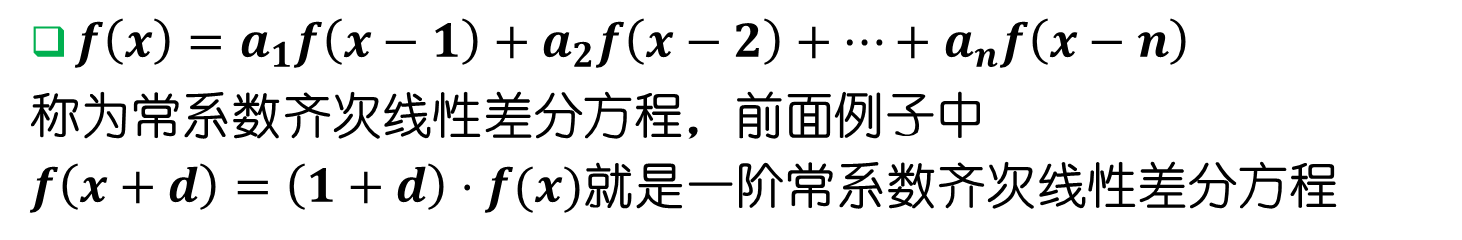 ❑ f(x) = a₁f(x − 1) + a₂f(x − 2) + ⋯ + aₙf(x − n)
称为常系数齐次线性差分方程，前面例子中
f(x + d) = (1 + d) · f(x)就是一阶常系数齐次线性差分方程